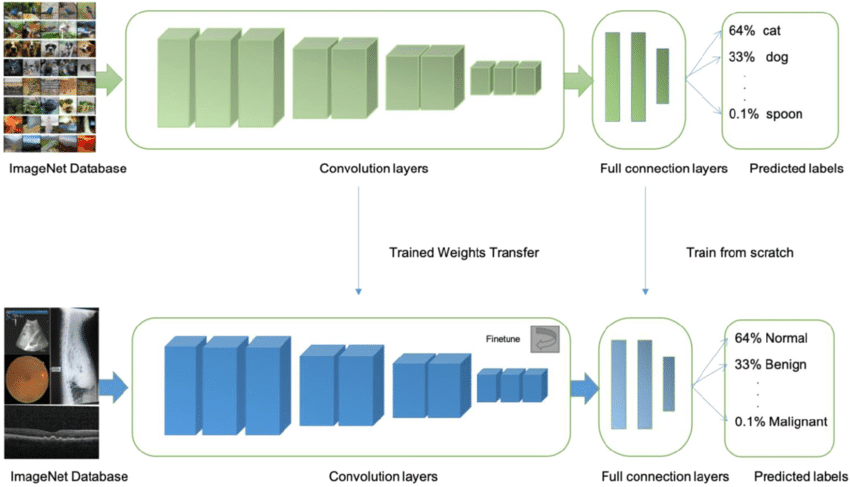 64% cat
33% dog
.
.
.
0.1% spoon
ImageNet Database
Convolution layers
Full connection layers
Predicted labels
Trained Weights Transfer
Train from scratch
Finetune
64% Normal
33% Benign
.
.
.
0.1% Malignant
ImageNet Database
Convolution layers
Full connection layers
Predicted labels